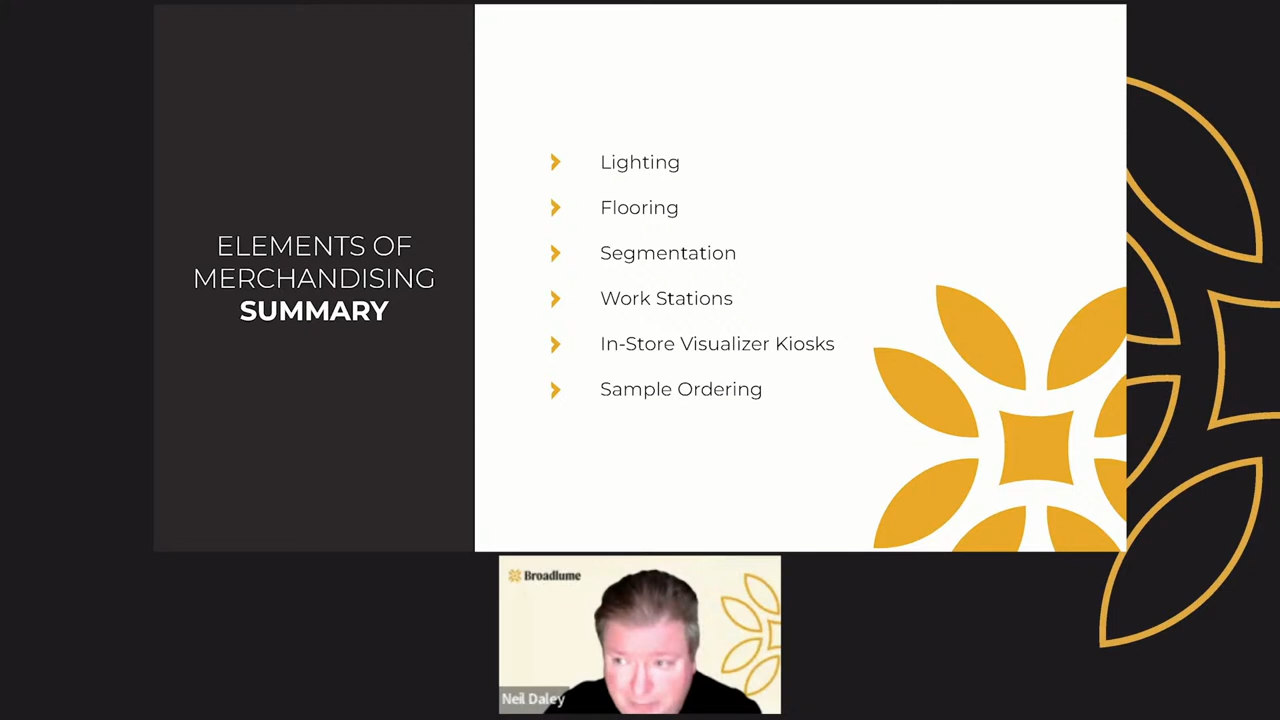 ELEMENTS OF
MERCHANDISING
SUMMARY
Lighting
Flooring
Segmentation
Work Stations
In-Store Visualizer Kiosks
Sample Ordering
Broadlume
Neil Daley